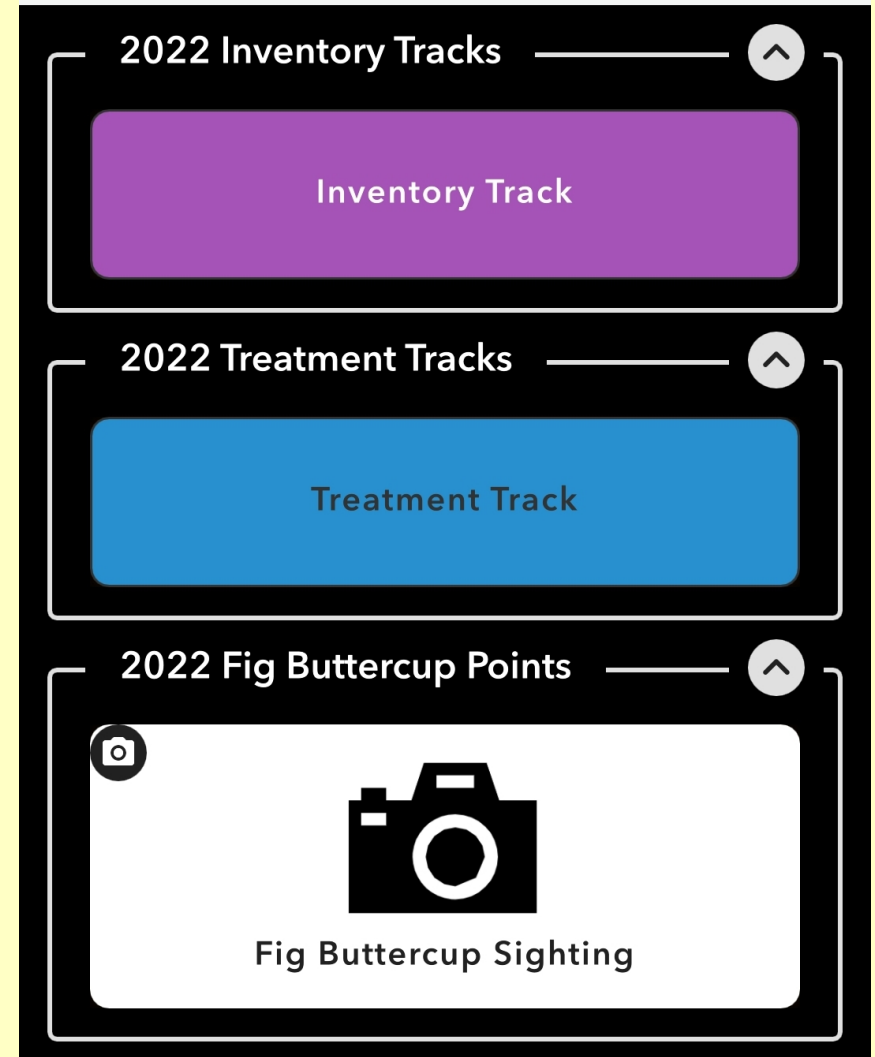 2022 Inventory Tracks
Inventory Track
2022 Treatment Tracks
Treatment Track
2022 Fig Buttercup Points
Fig Buttercup Sighting